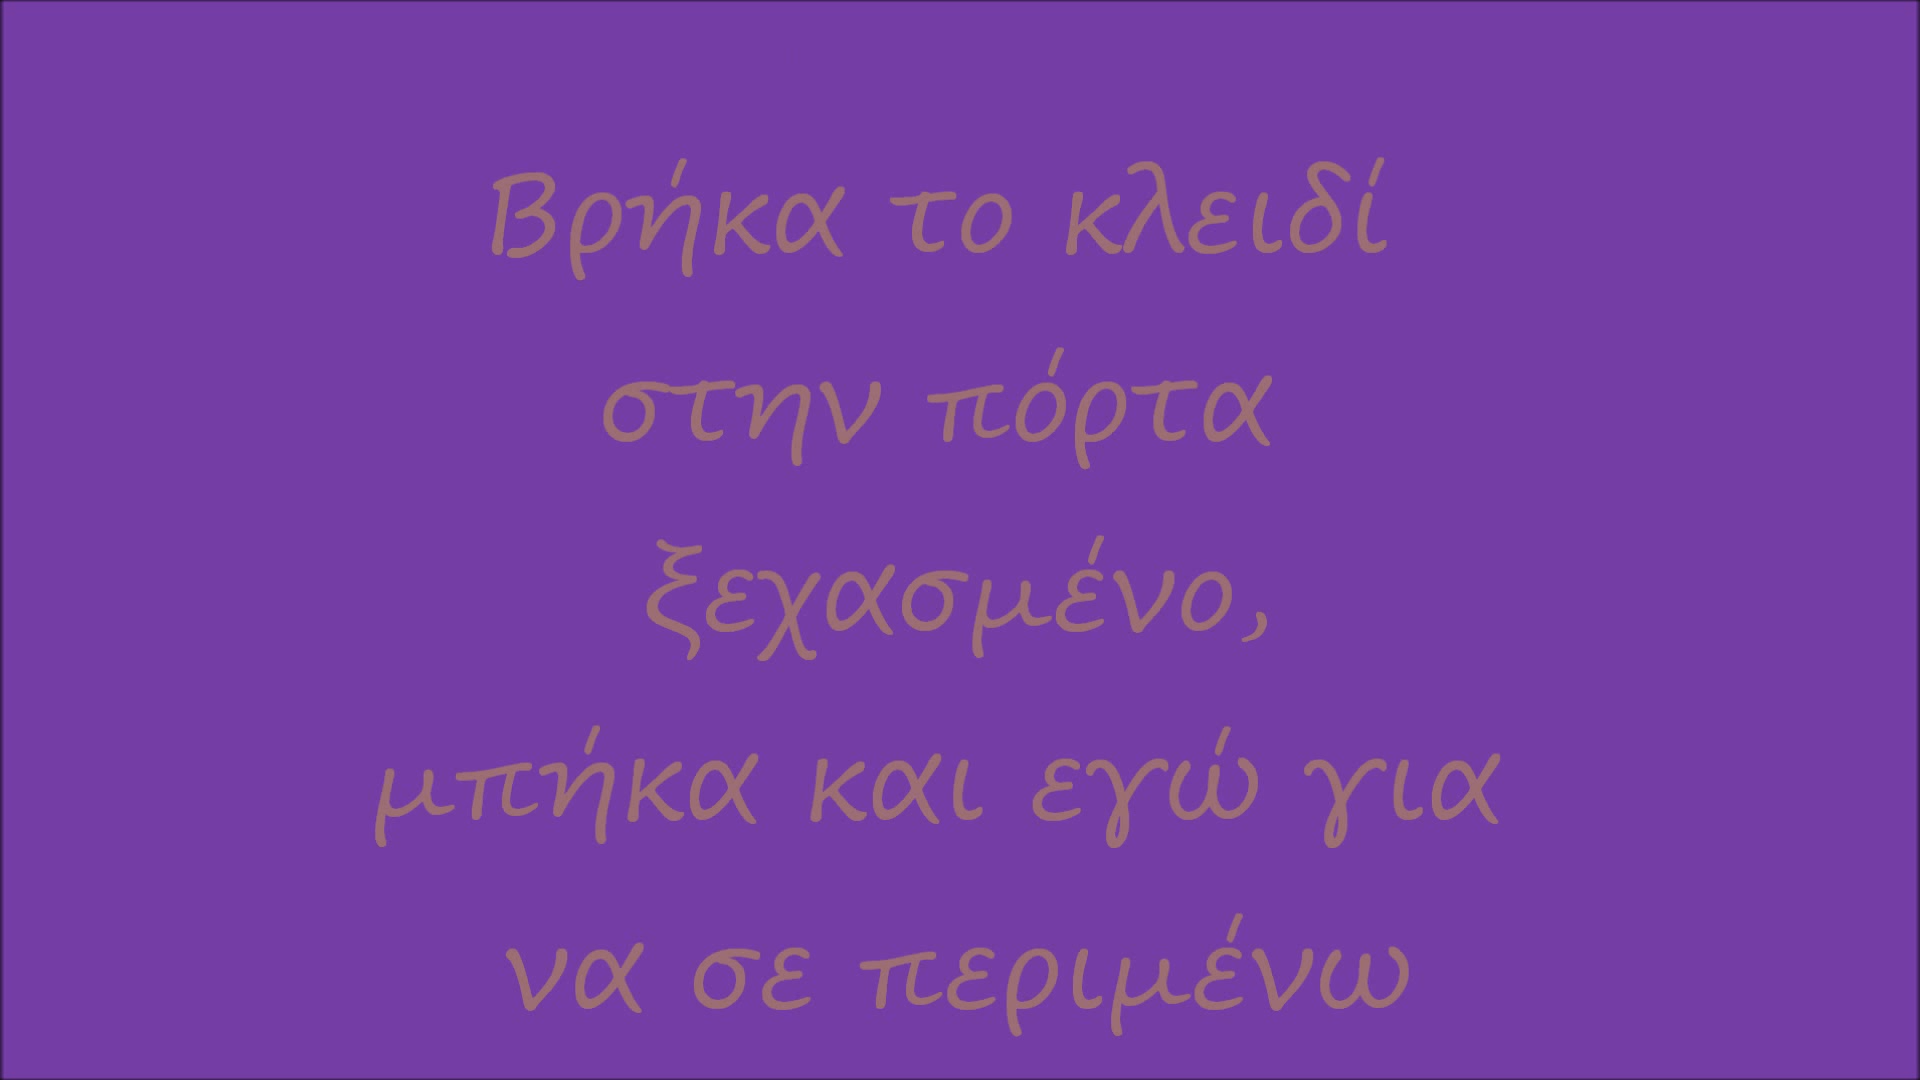 Βρήκα το κλειδί
στην πόρτα
ξεχασμένο,
μπήκα και εγώ για
να σε περιμένω